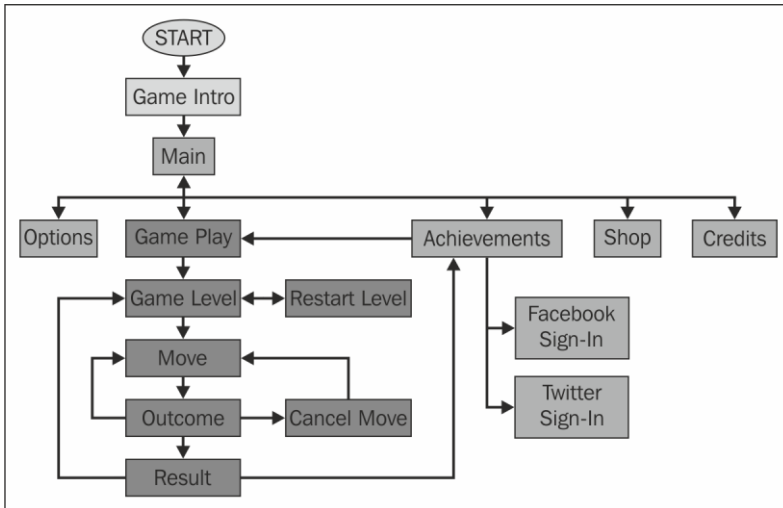 START
Game Intro
Main
Options
Game Play
Achievements
Shop
Credits
Game Level
Restart Level
Facebook
Sign-In
Move
Twitter
Sign-In
Outcome
Cancel Move
Result